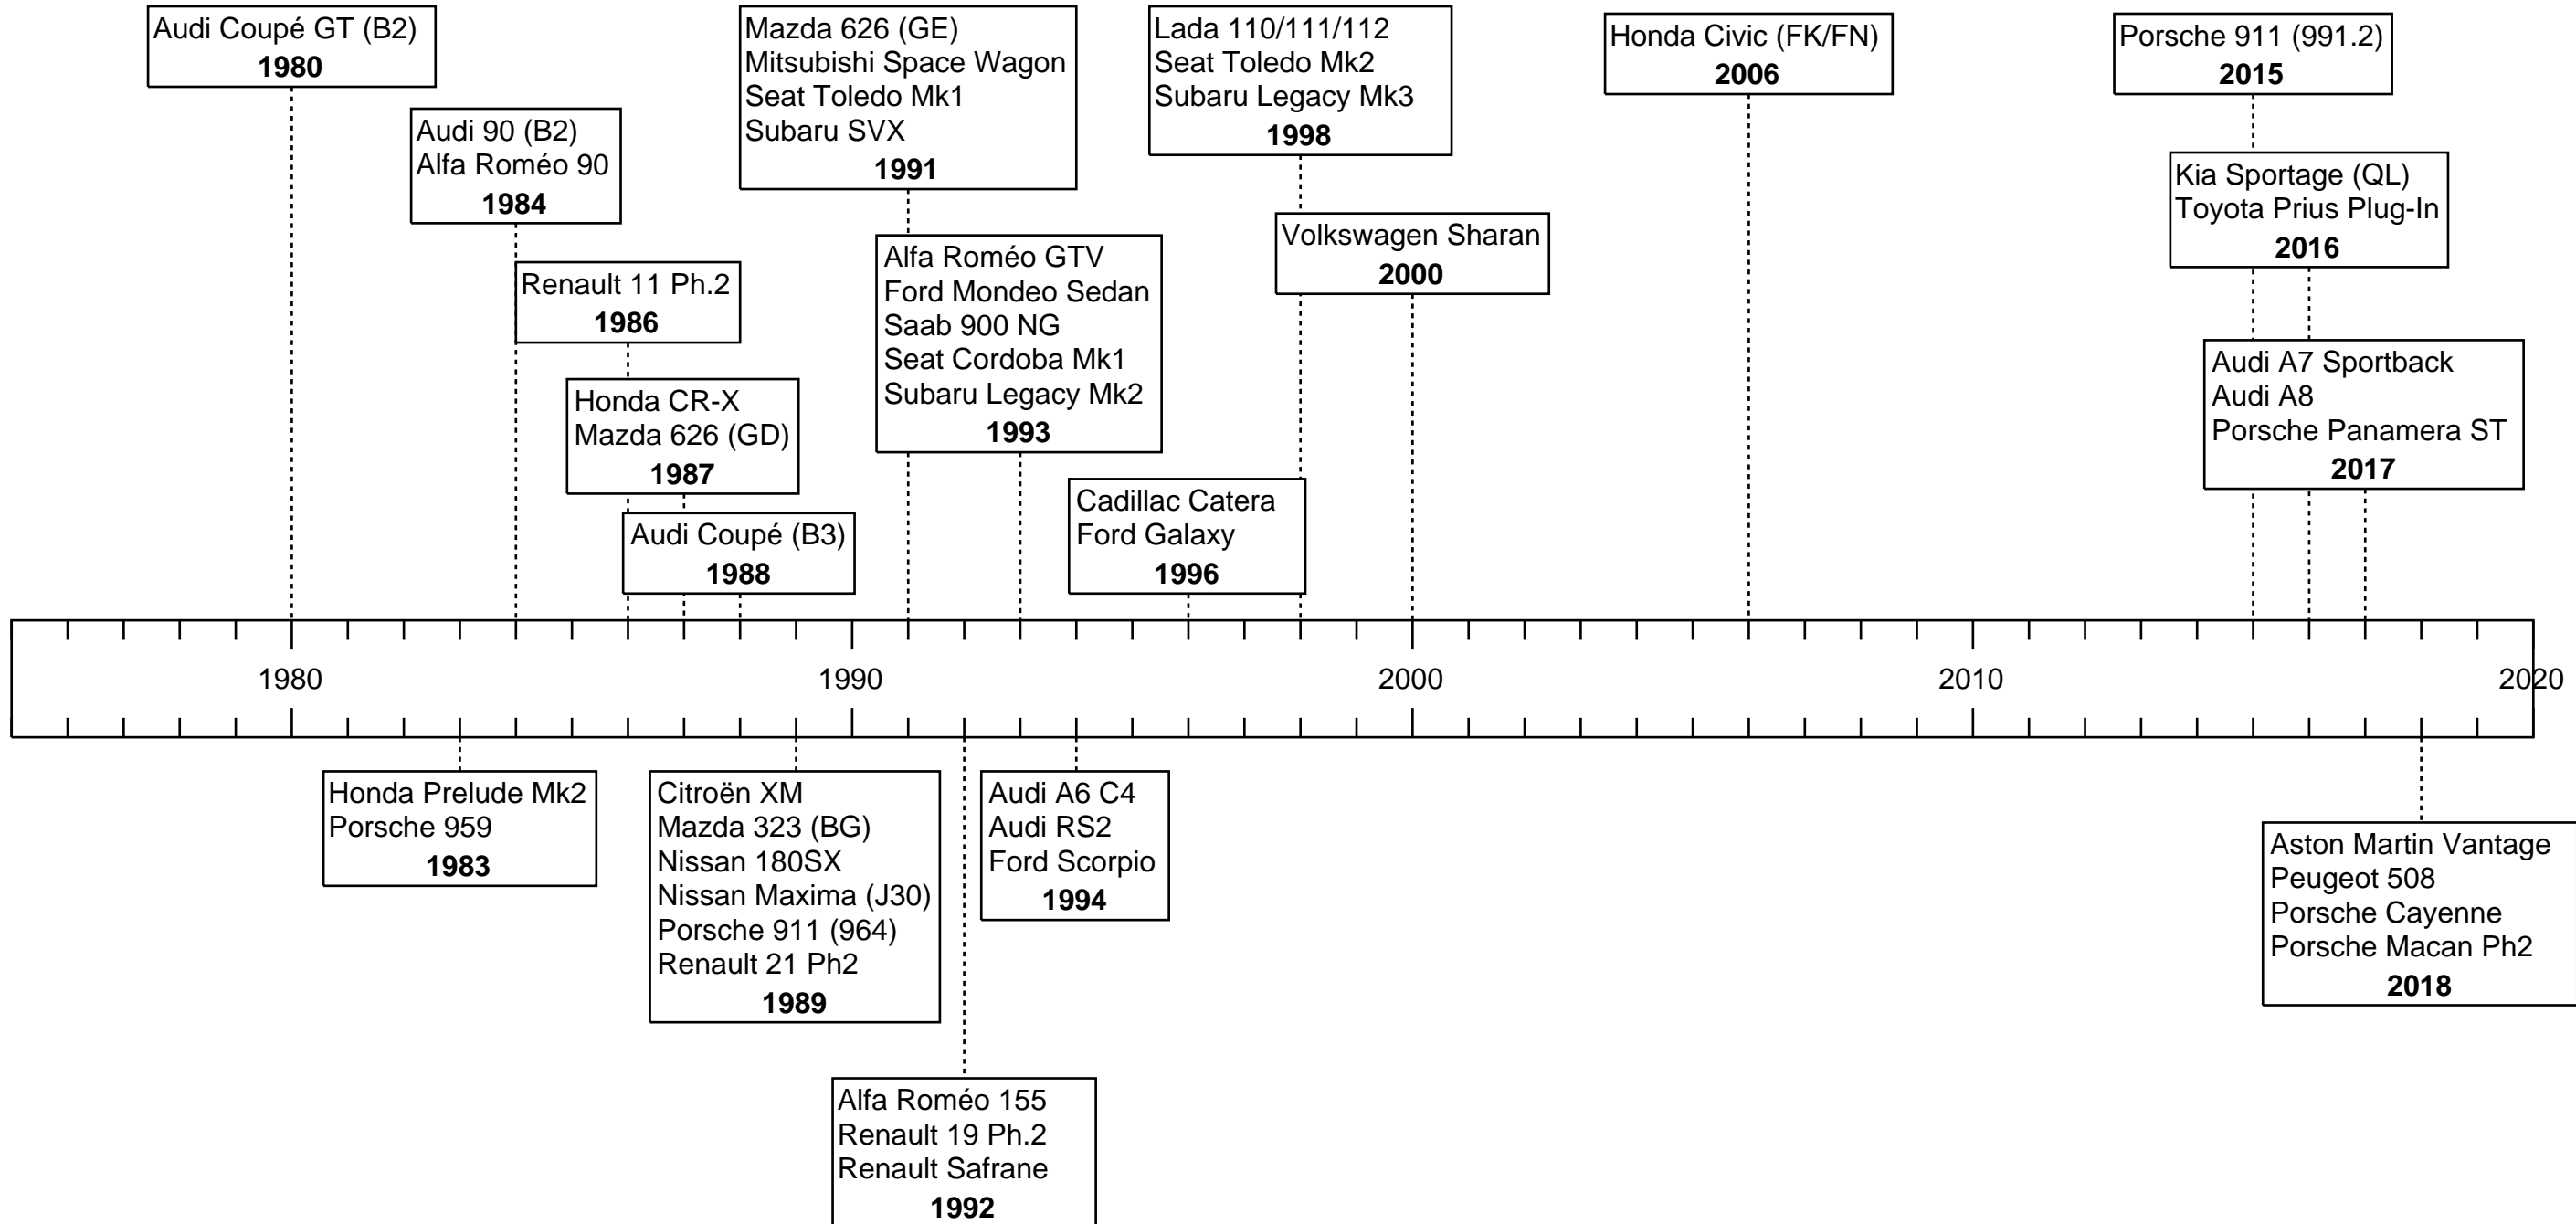 Audi Coupé GT (B2)
1980
Audi 90 (B2)
Alfa Roméo 90
1984
Renault 11 Ph.2
1986
Honda CR-X
Mazda 626 (GD)
1987
Audi Coupé (B3)
1988
Mazda 626 (GE)
Mitsubishi Space Wagon
Seat Toledo Mk1
Subaru SVX
1991
Alfa Roméo GTV
Ford Mondeo Sedan
Saab 900 NG
Seat Cordoba Mk1
Subaru Legacy Mk2
1993
Cadillac Catera
Ford Galaxy
1996
Lada 110/111/112
Seat Toledo Mk2
Subaru Legacy Mk3
1998
Volkswagen Sharan
2000
Honda Civic (FK/FN)
2006
Porsche 911 (991.2)
2015
Kia Sportage (QL)
Toyota Prius Plug-In
2016
Audi A7 Sportback
Audi A8
Porsche Panamera ST
2017
1980
1990
2000
2010
2020
Honda Prelude Mk2
Porsche 959
1983
Citroën XM
Mazda 323 (BG)
Nissan 180SX
Nissan Maxima (J30)
Porsche 911 (964)
Renault 21 Ph2
1989
Alfa Roméo 155
Renault 19 Ph.2
Renault Safrane
1992
Audi A6 C4
Audi RS2
Ford Scorpio
1994
Aston Martin Vantage
Peugeot 508
Porsche Cayenne
Porsche Macan Ph2
2018